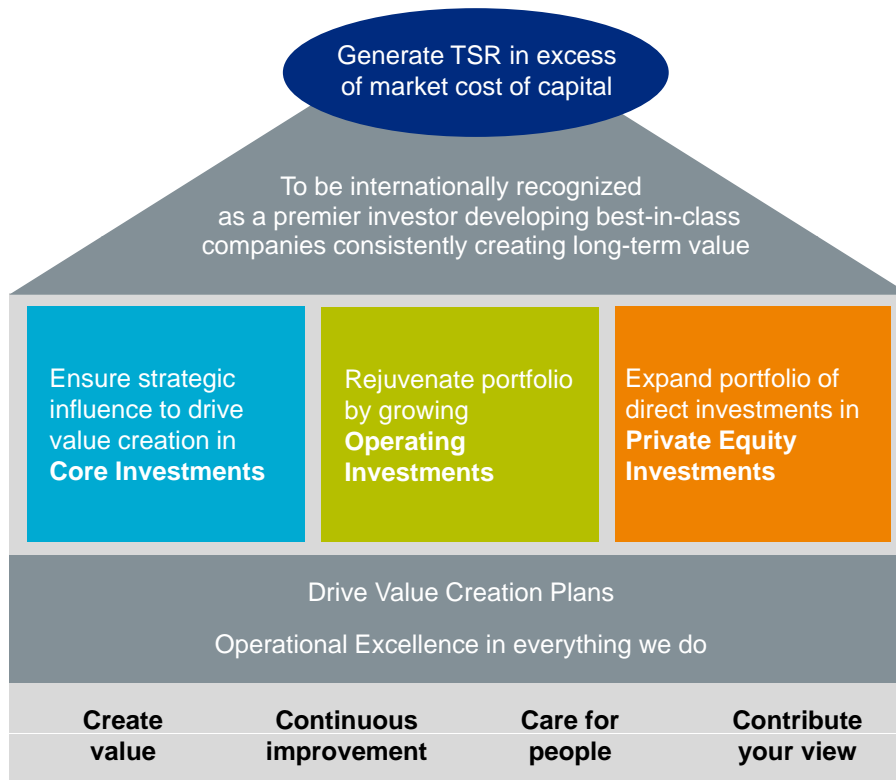 Generate TSR in excess
of market cost of capital
To be internationally recognized
as a premier investor developing best-in-class
companies consistently creating long-term value
Ensure strategic
influence to drive
value creation in
Core Investments
Rejuvenate portfolio
by growing
Operating
Investments
Expand portfolio of
direct investments in
Private Equity
Investments
Drive Value Creation Plans
Operational Excellence in everything we do
Create
value
Continuous
improvement
Care for
people
Contribute
your view